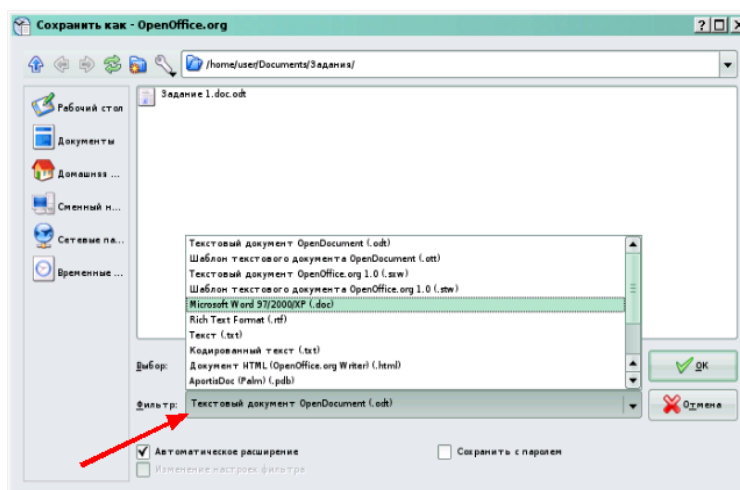 Сохранить как - OpenOffice.org
/home/user/Documents/Задания/
Рабочий стол
Документы
Домашняя ...
Сменный н...
Сетевые па...
Временные ...
Задание 1.doc.odt
Текстовый документ OpenDocument (.odt)
Шаблон текстового документа OpenDocument (.ott)
Текстовый документ OpenOffice.org 1.0 (.sxw)
Шаблон текстового документа OpenOffice.org 1.0 (.stw)
Microsoft Word 97/2000/XP (.doc)
Rich Text Format (.rtf)
Текст (.txt)
Кодированный текст (.txt)
Документ HTML (OpenOffice.org Writer) (.html)
AportisDoc (Palm) (.pdb)
Выбор:
OK
Фильтр: Текстовый документ OpenDocument (.odt)
Отмена
Автоматическое расширение
Сохранить с паролем
Изменение настроек фильтра